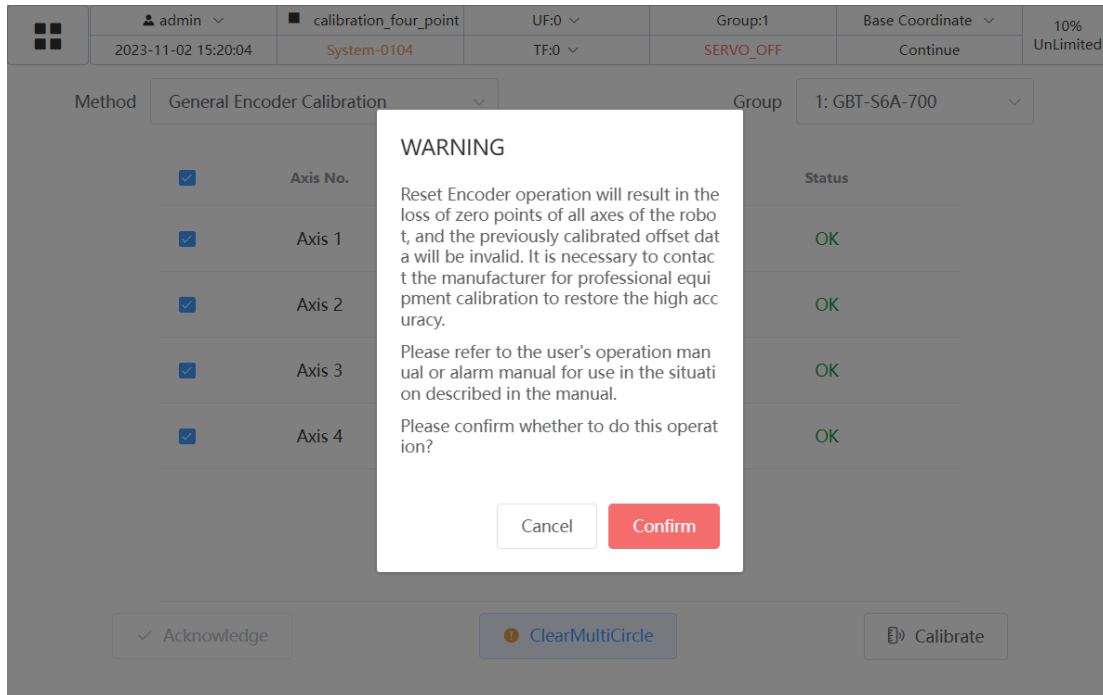 admin calibration_four_point UF:0 Group:1 Base Coordinate 10%
2023-11-02 15:20:04 System-0104 TF:0 SERVO_OFF Continue UnLimited
Method General Encoder Calibration Group 1: GBT-S6A-700
WARNING
Axis No. Status
Reset Encoder operation will result in the
loss of zero points of all axes of the robo
t, and the previously calibrated offset dat
a will be invalid. It is necessary to contac
t the manufacturer for professional equi
pment calibration to restore the high acc
uracy.
Please refer to the user's operation man
ual or alarm manual for use in the situati
on described in the manual.
Please confirm whether to do this operat
ion?
Cancel Confirm
Axis 1 OK
Axis 2 OK
Axis 3 OK
Axis 4 OK
Acknowledge ClearMultiCircle Calibrate